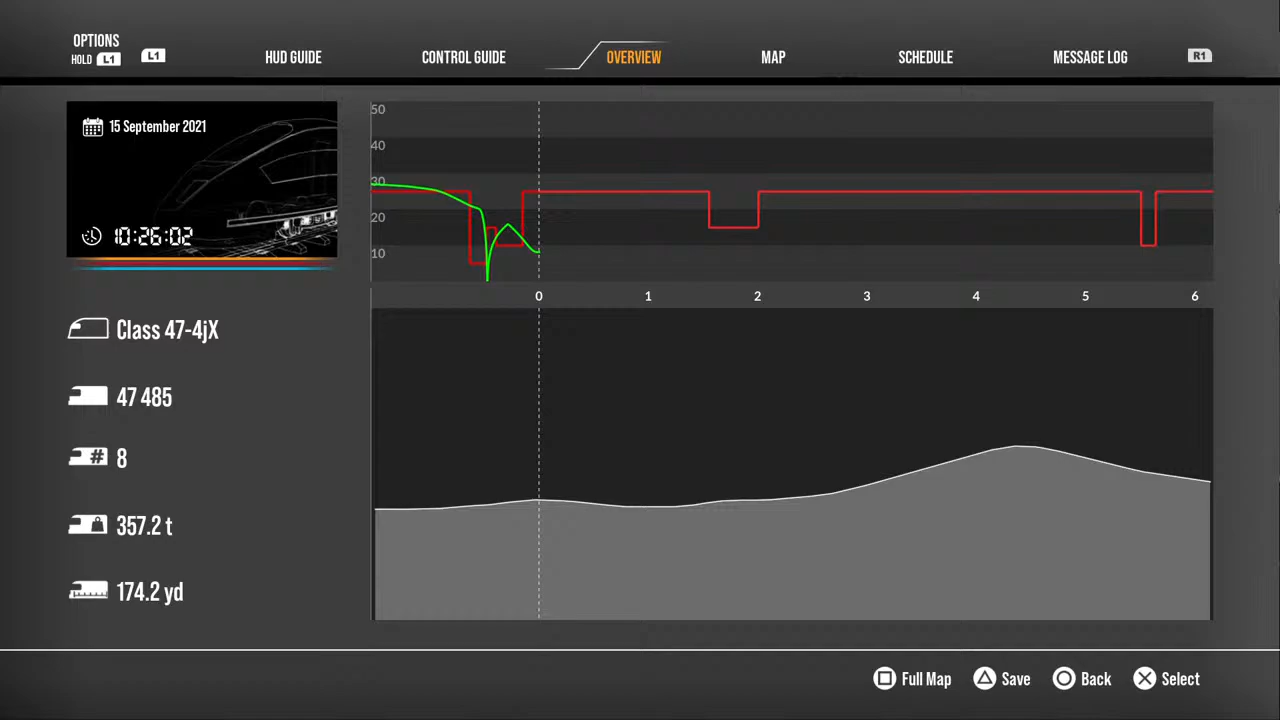 OPTIONS
HOLD L1
L1
HUD GUIDE
CONTROL GUIDE
OVERVIEW
MAP
SCHEDULE
MESSAGE LOG
R1
15 September 2021
10:26:02
Class 47-4jX
47 485
# 8
357.2 t
174.2 yd
50
40
30
20
10
0 1 2 3 4 5 6
Full Map
Save
Back
Select